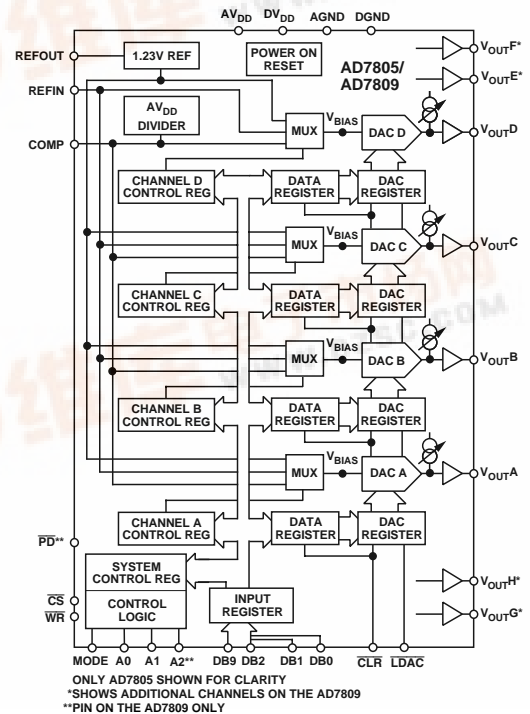 AVDD DVDD AGND DGND
REFOUT 1.23V REF POWER ON RESET AD7805/ AD7809 VOUTF*
REFIN VOUTE*
AVDD DIVIDER MUX VBIAS DAC D VOUTD
COMP
CHANNEL D CONTROL REG DATA REGISTER DAC REGISTER
MUX VBIAS DAC C VOUTC
CHANNEL C CONTROL REG DATA REGISTER DAC REGISTER
MUX VBIAS DAC B VOUTB
CHANNEL B CONTROL REG DATA REGISTER DAC REGISTER
MUX VBIAS DAC A VOUTA
CHANNEL A CONTROL REG DATA REGISTER DAC REGISTER
PD**
SYSTEM CONTROL REG VOUTH*
CS CONTROL LOGIC INPUT REGISTER
WR VOUTG*
MODE A0 A1 A2** DB9 DB2 DB1 DB0 CLR LDAC
ONLY AD7805 SHOWN FOR CLARITY
*SHOWS ADDITIONAL CHANNELS ON THE AD7809
**PIN ON THE AD7809 ONLY